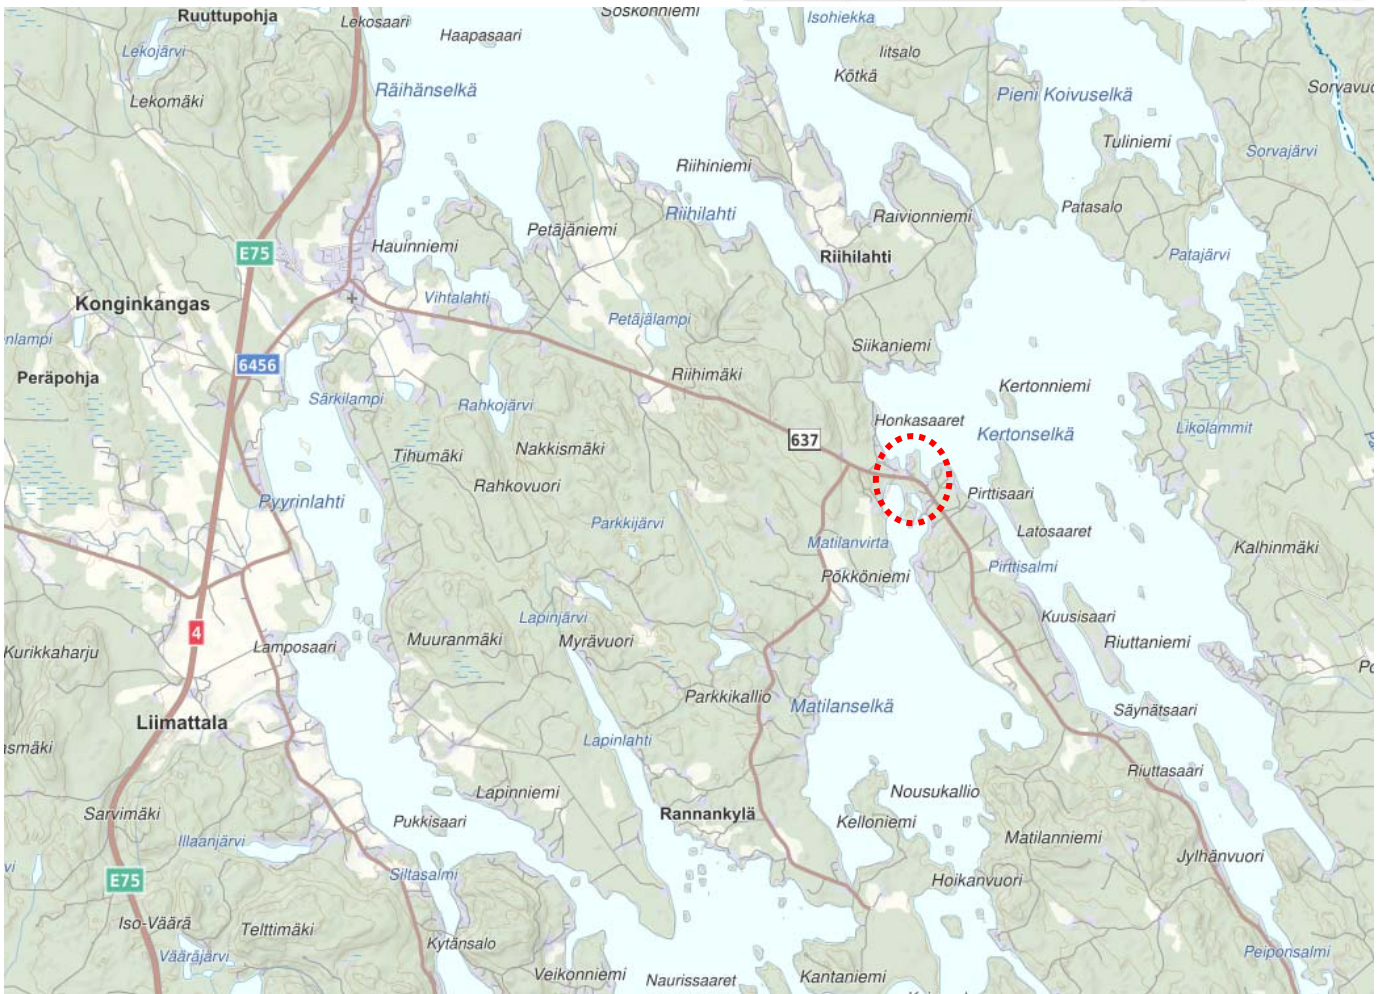 Ruuttupohja
Lekosaari
Soskonniemi
Isohiekka
Haapasaari
Lekojärvi
Iitsalo
Kötkä
Räihänselkä
Pieni Koivuselkä
Lekomäki
Tuliniemi
Sorvajärvi
Riihiniemi
Riihilahti
Patasalo
Raivionniemi
Petäjäniemi
Hauinniemi
E75
Riihilahti
Patajärvi
Vihtalahti
Konginkangas
Petäjälampi
nlampi
Siikaniemi
6456
Peräpohja
Riihimäki
Kertonniemi
Särkilampi
Rahkojärvi
Honkasaaret
Kertonselkä
Likolammit
637
Nakkismäki
Tihumäki
Rahkovuori
Pirttisaari
Pyyrinlahti
Parkkijärvi
Latosaaret
Matilanvirta
Kalhinmäki
Pirttisalmi
Pökköniemi
Lapinjärvi
Kuusisaari
4
Muuranmäki
Myrävuori
Riuttaniemi
Lamposaari
Kurikkaharju
Parkkikallio
Matilanselkä
Säynätsaari
Liimattala
Lapinlahti
Riuttasaari
Lapinniemi
Nousukallio
Sarvimäki
Rannankylä
Pukkisaari
Kelloniemi
Matilanniemi
Illaanjärvi
Jylhänvuori
Siltasalmi
E75
Hoikanvuori
Iso-Väärä
Telttimäki
Kytänsalo
Peiponsalmi
Vääräjärvi
Veikonniemi
Naurissaaret
Kantaniemi